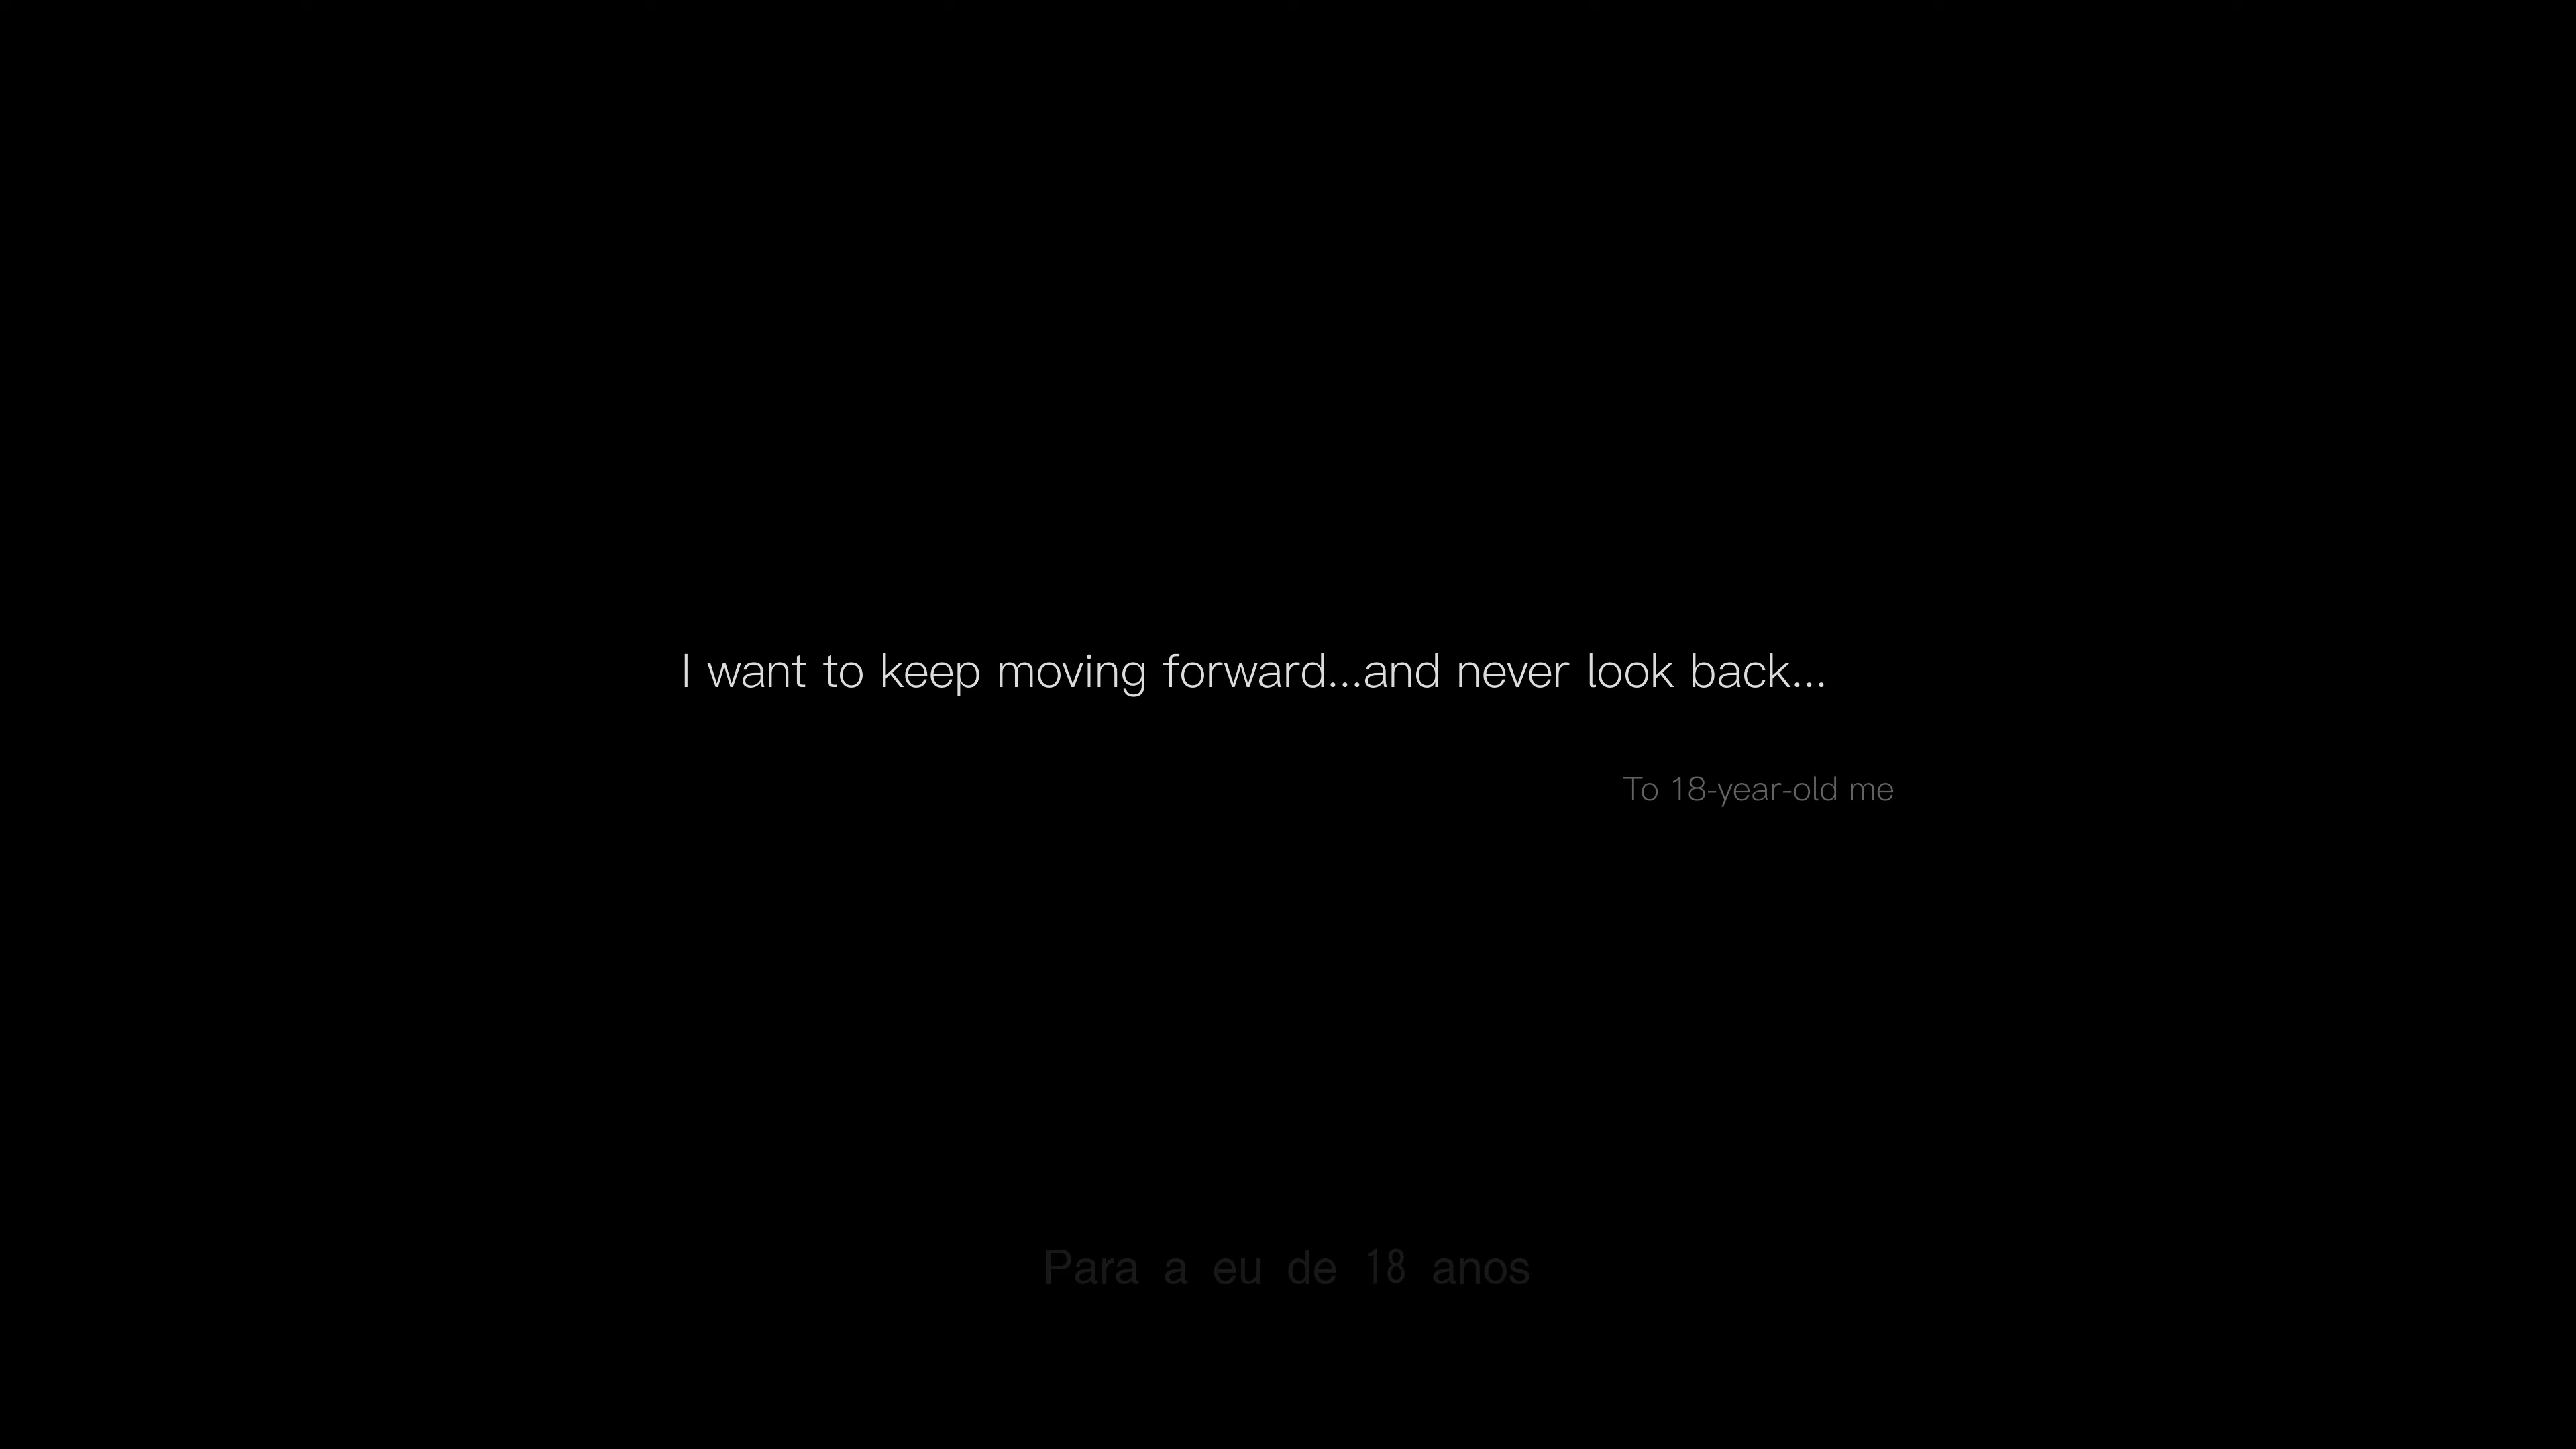 I want to keep moving forward...and never look back...
To 18-year-old me
Para a eu de 18 anos